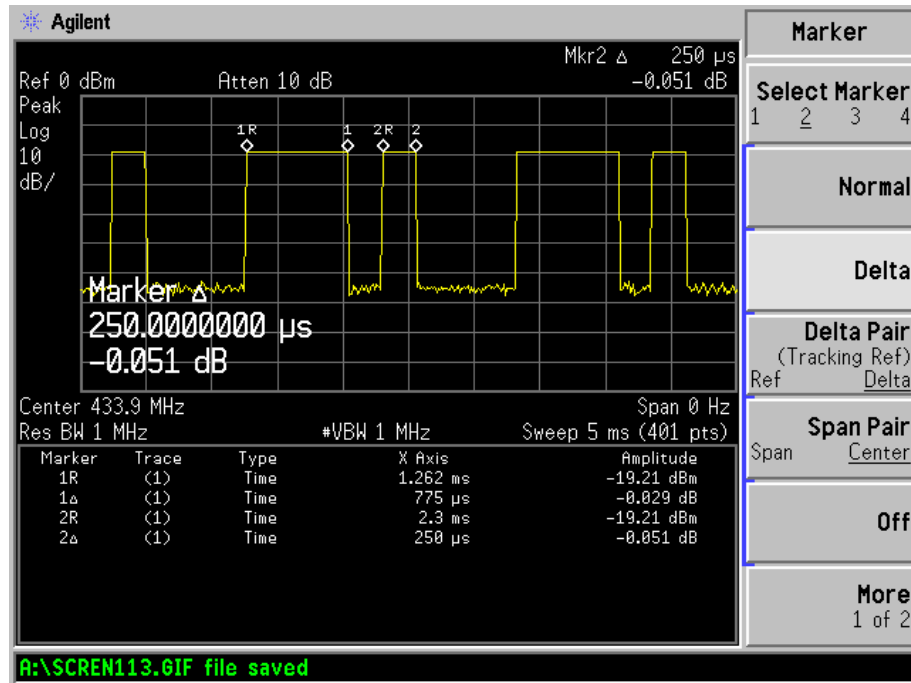 Agilent
Mkr2 Δ 250 µs
Ref 0 dBm Atten 10 dB -0.051 dB
Peak
Log
10
dB/
1R 1 2R 2
Marker Δ
250.0000000 µs
-0.051 dB
Center 433.9 MHz Span 0 Hz
Res BW 1 MHz #VBW 1 MHz Sweep 5 ms (401 pts)
Marker Trace Type X Axis Amplitude
1R (1) Time 1.262 ms -19.21 dBm
1Δ (1) Time 775 µs -0.029 dB
2R (1) Time 2.3 ms -19.21 dBm
2Δ (1) Time 250 µs -0.051 dB
A:\SCREN113.GIF file saved
Marker
Select Marker
1 2 3 4
Normal
Delta
Delta Pair
(Tracking Ref)
Ref Delta
Span Pair
Span Center
Off
More
1 of 2